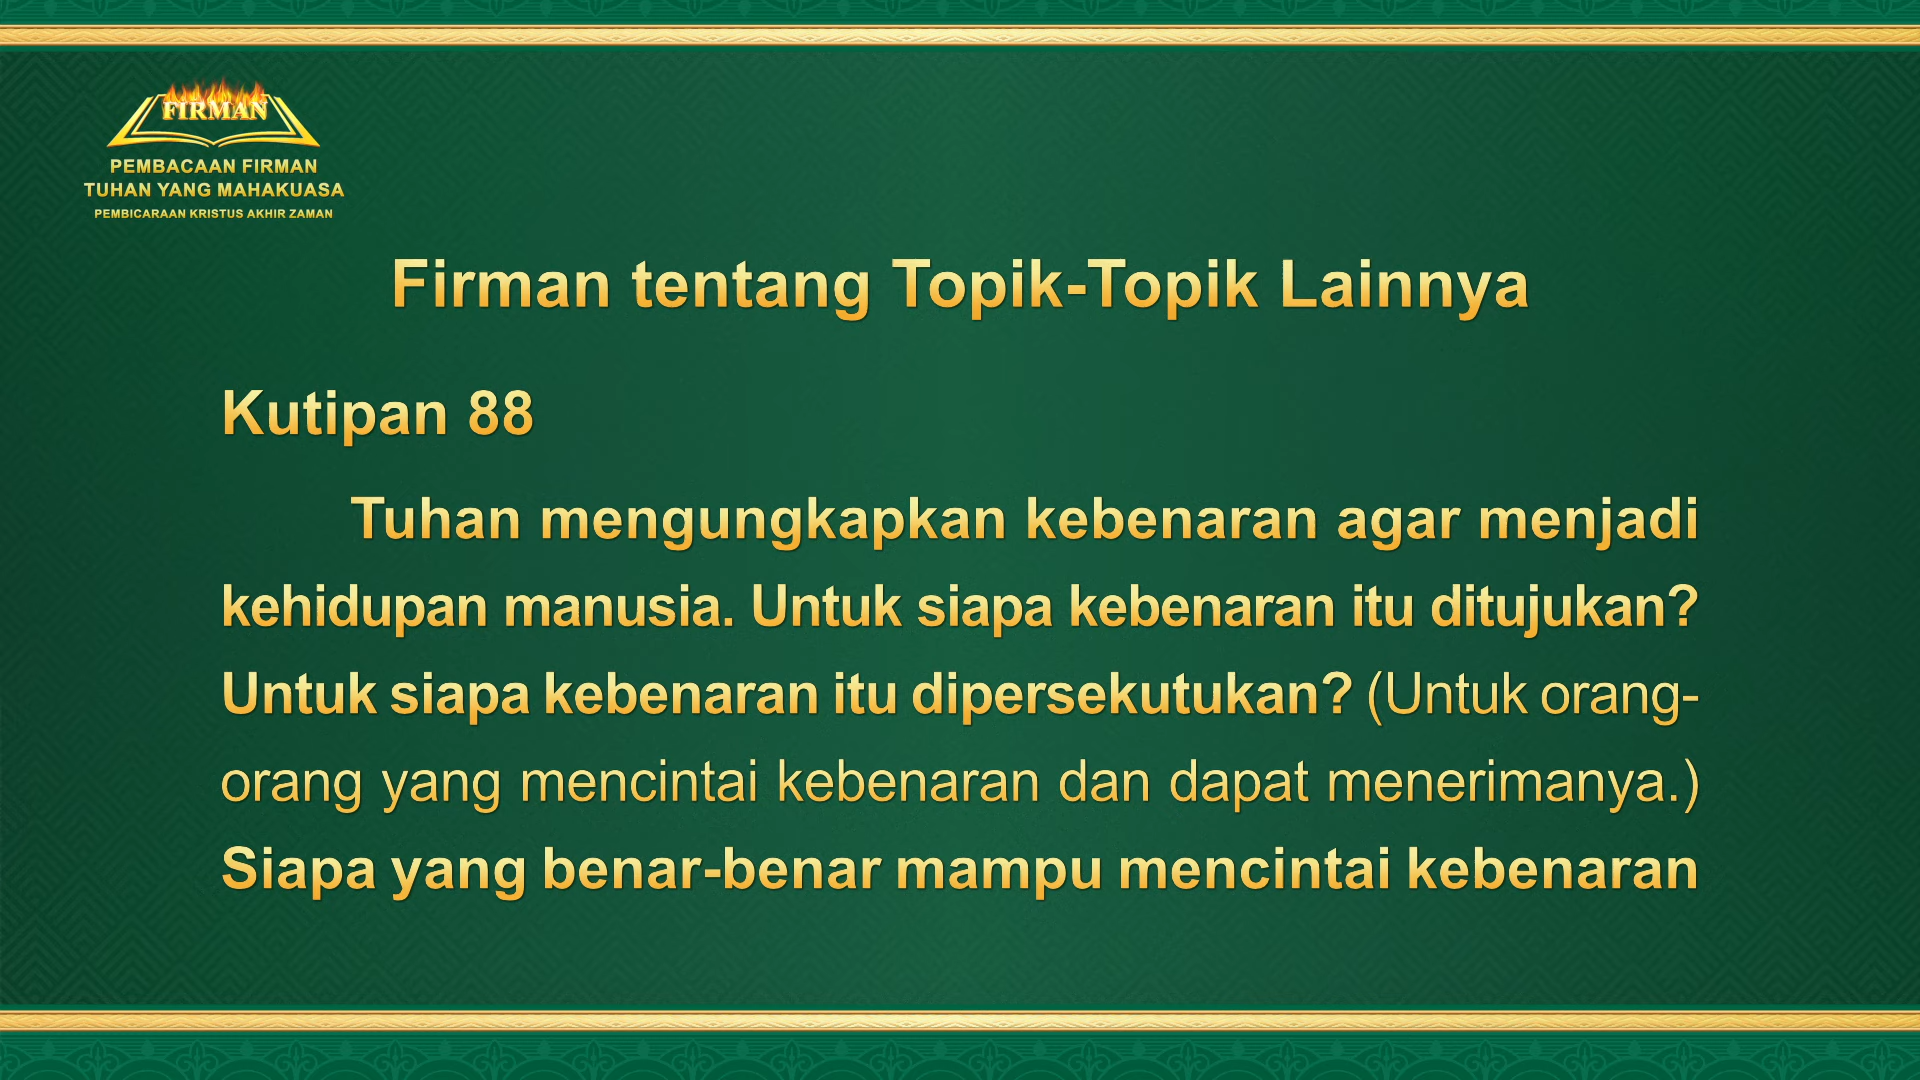 FIRMAN
PEMBACAAN FIRMAN
TUHAN YANG MAHAKUASA
PEMBICARAAN KRISTUS AKHIR ZAMAN
Firman tentang Topik-Topik Lainnya
Kutipan 88
Tuhan mengungkapkan kebenaran agar menjadi
kehidupan manusia. Untuk siapa kebenaran itu ditujukan?
Untuk siapa kebenaran itu dipersekutukan? (Untuk orang-
orang yang mencintai kebenaran dan dapat menerimanya.)
Siapa yang benar-benar mampu mencintai kebenaran